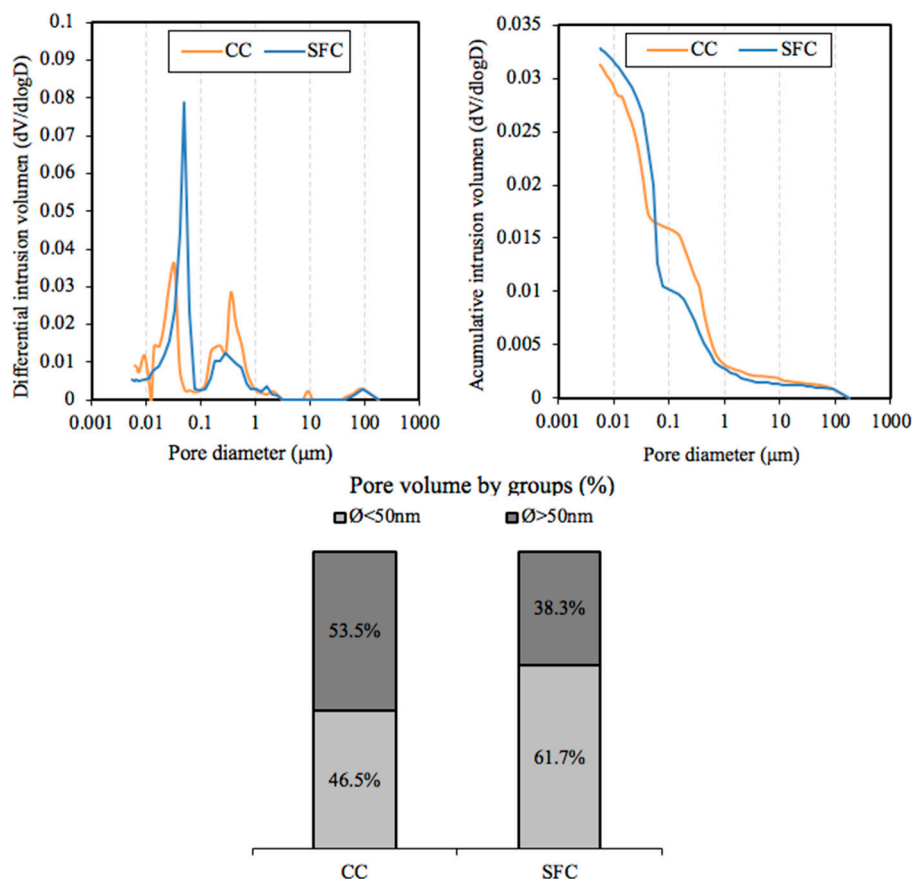 CC SFC
Differential intrusion volumen (dV/dlogD)
0.1
0.09
0.08
0.07
0.06
0.05
0.04
0.03
0.02
0.01
0
0.001 0.01 0.1 1 10 100 1000
Pore diameter (μm)
CC SFC
Acumulative intrusion volumen (dV/dlogD)
0.035
0.03
0.025
0.02
0.015
0.01
0.005
0
0.001 0.01 0.1 1 10 100 1000
Pore diameter (μm)
Pore volume by groups (%)
Ø<50nm Ø>50nm
53.5% 38.3%
46.5% 61.7%
CC SFC